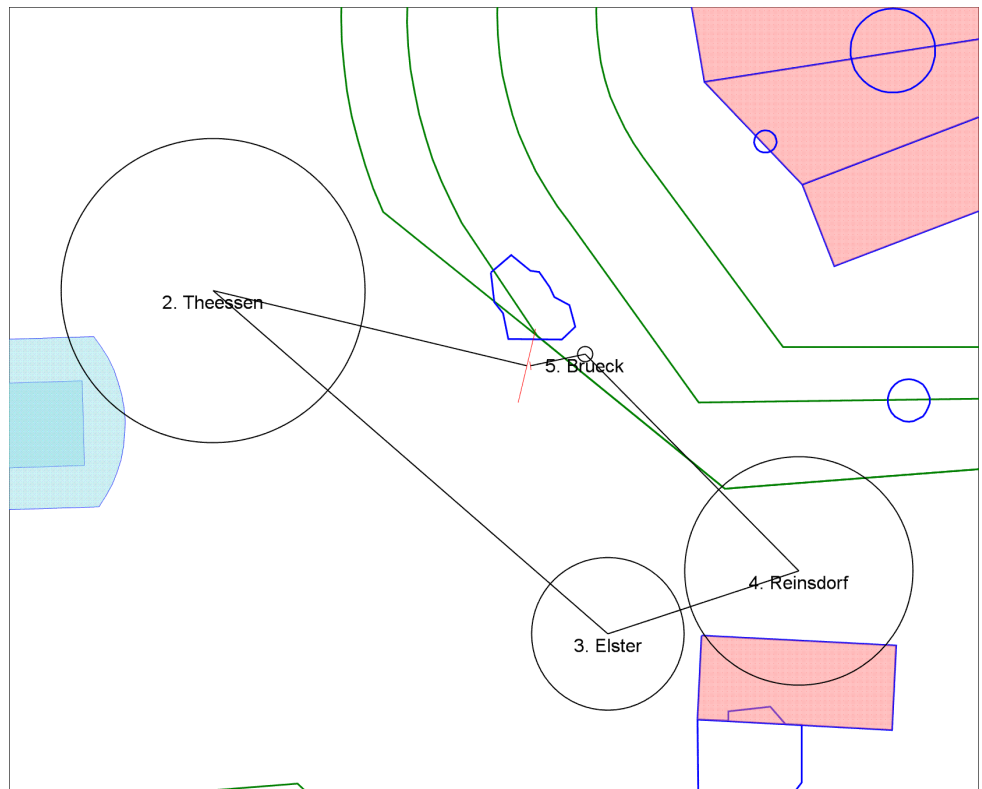 2. Theessen
5. Brueck
4. Reinsdorf
3. Elster